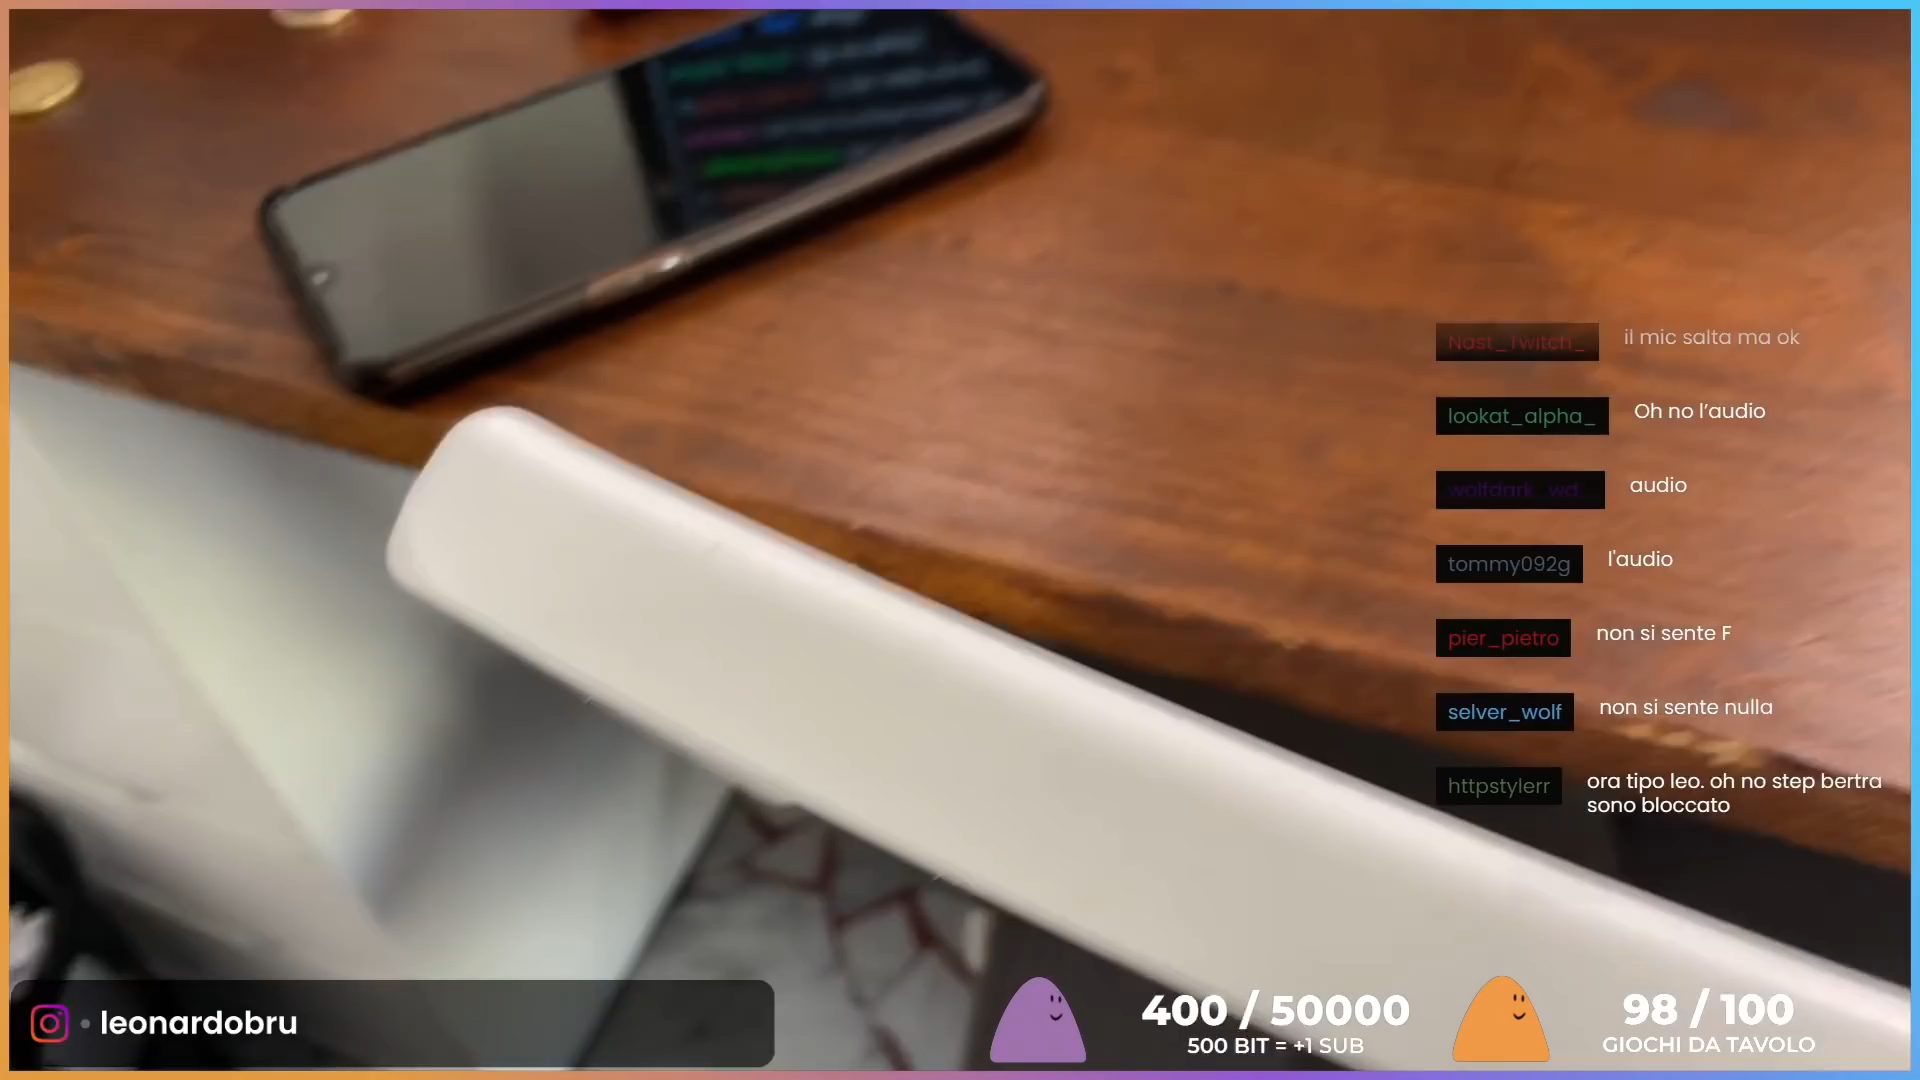 Nast_Twitch_ il mic salta ma ok
lookat_alpha_ Oh no l’audio
wolfdark_wd_ audio
tommy092g l'audio
pier_pietro non si sente F
selver_wolf non si sente nulla
httpstylerr ora tipo leo. oh no step bertra
sono bloccato
leonardobru
400 / 50000
500 BIT = +1 SUB
98 / 100
GIOCHI DA TAVOLO